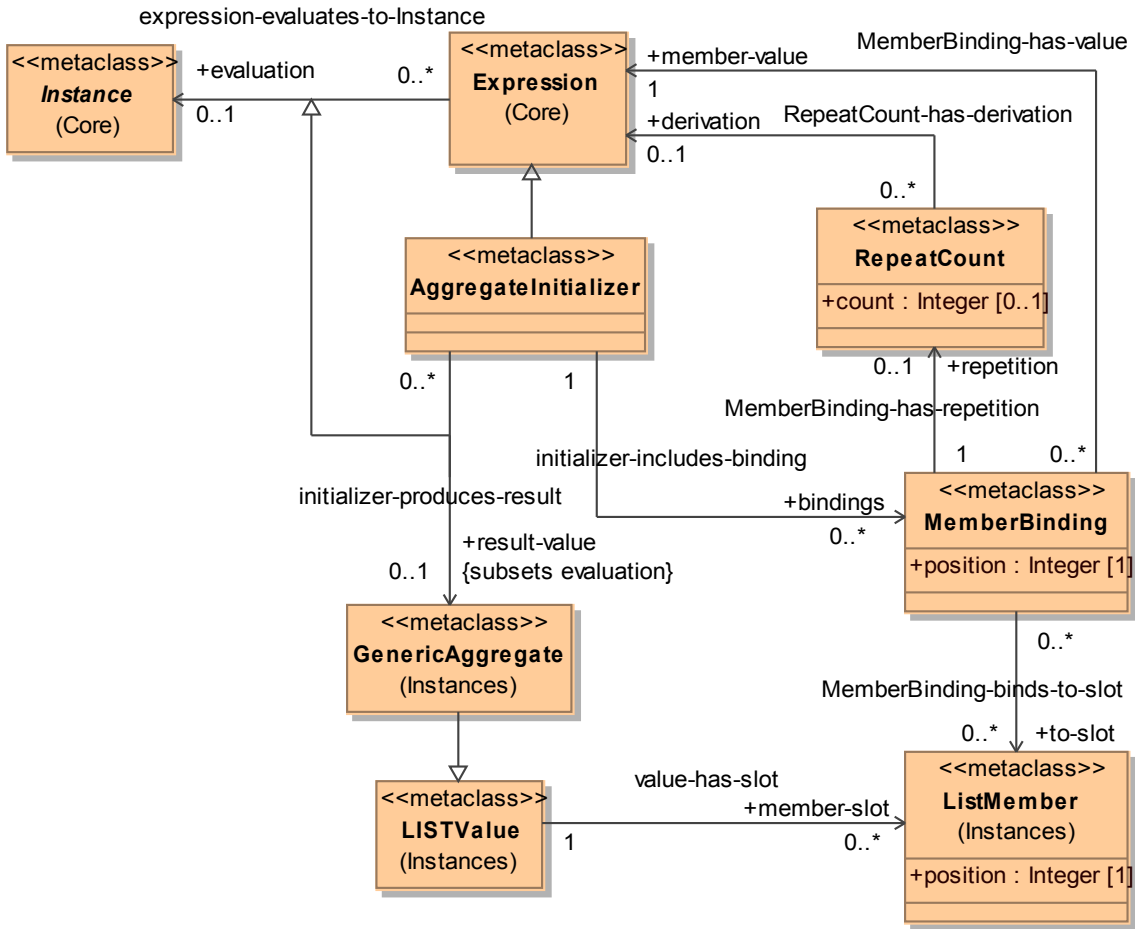 expression-evaluates-to-Instance
<<metaclass>>
Instance
(Core)
+evaluation
0..1
0..*
<<metaclass>>
Expression
(Core)
+member-value
1
MemberBinding-has-value
+derivation
0..1
RepeatCount-has-derivation
0..*
<<metaclass>>
RepeatCount
+count : Integer [0..1]
<<metaclass>>
AggregateInitializer
0..*
1
0..1
+repetition
MemberBinding-has-repetition
1
0..*
initializer-includes-binding
+bindings
0..*
<<metaclass>>
MemberBinding
+position : Integer [1]
initializer-produces-result
+result-value
0..1
{subsets evaluation}
<<metaclass>>
GenericAggregate
(Instances)
0..*
MemberBinding-binds-to-slot
0..*
+to-slot
<<metaclass>>
LISTValue
(Instances)
value-has-slot
+member-slot
1
0..*
<<metaclass>>
ListMember
(Instances)
+position : Integer [1]